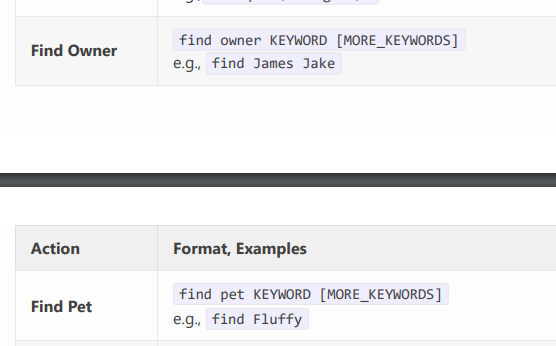 Find Owner
find owner KEYWORD [MORE_KEYWORDS]
e.g., find James Jake
Action Format, Examples
Find Pet
find pet KEYWORD [MORE_KEYWORDS]
e.g., find Fluffy